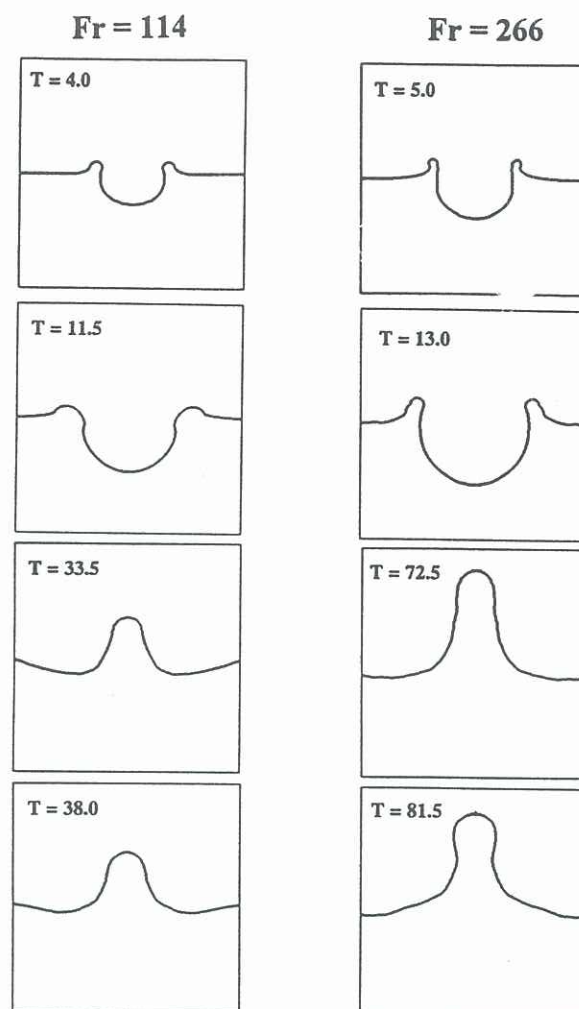 Fr = 114
Fr = 266
T = 4.0
T = 5.0
T = 11.5
T = 13.0
T = 33.5
T = 72.5
T = 38.0
T = 81.5